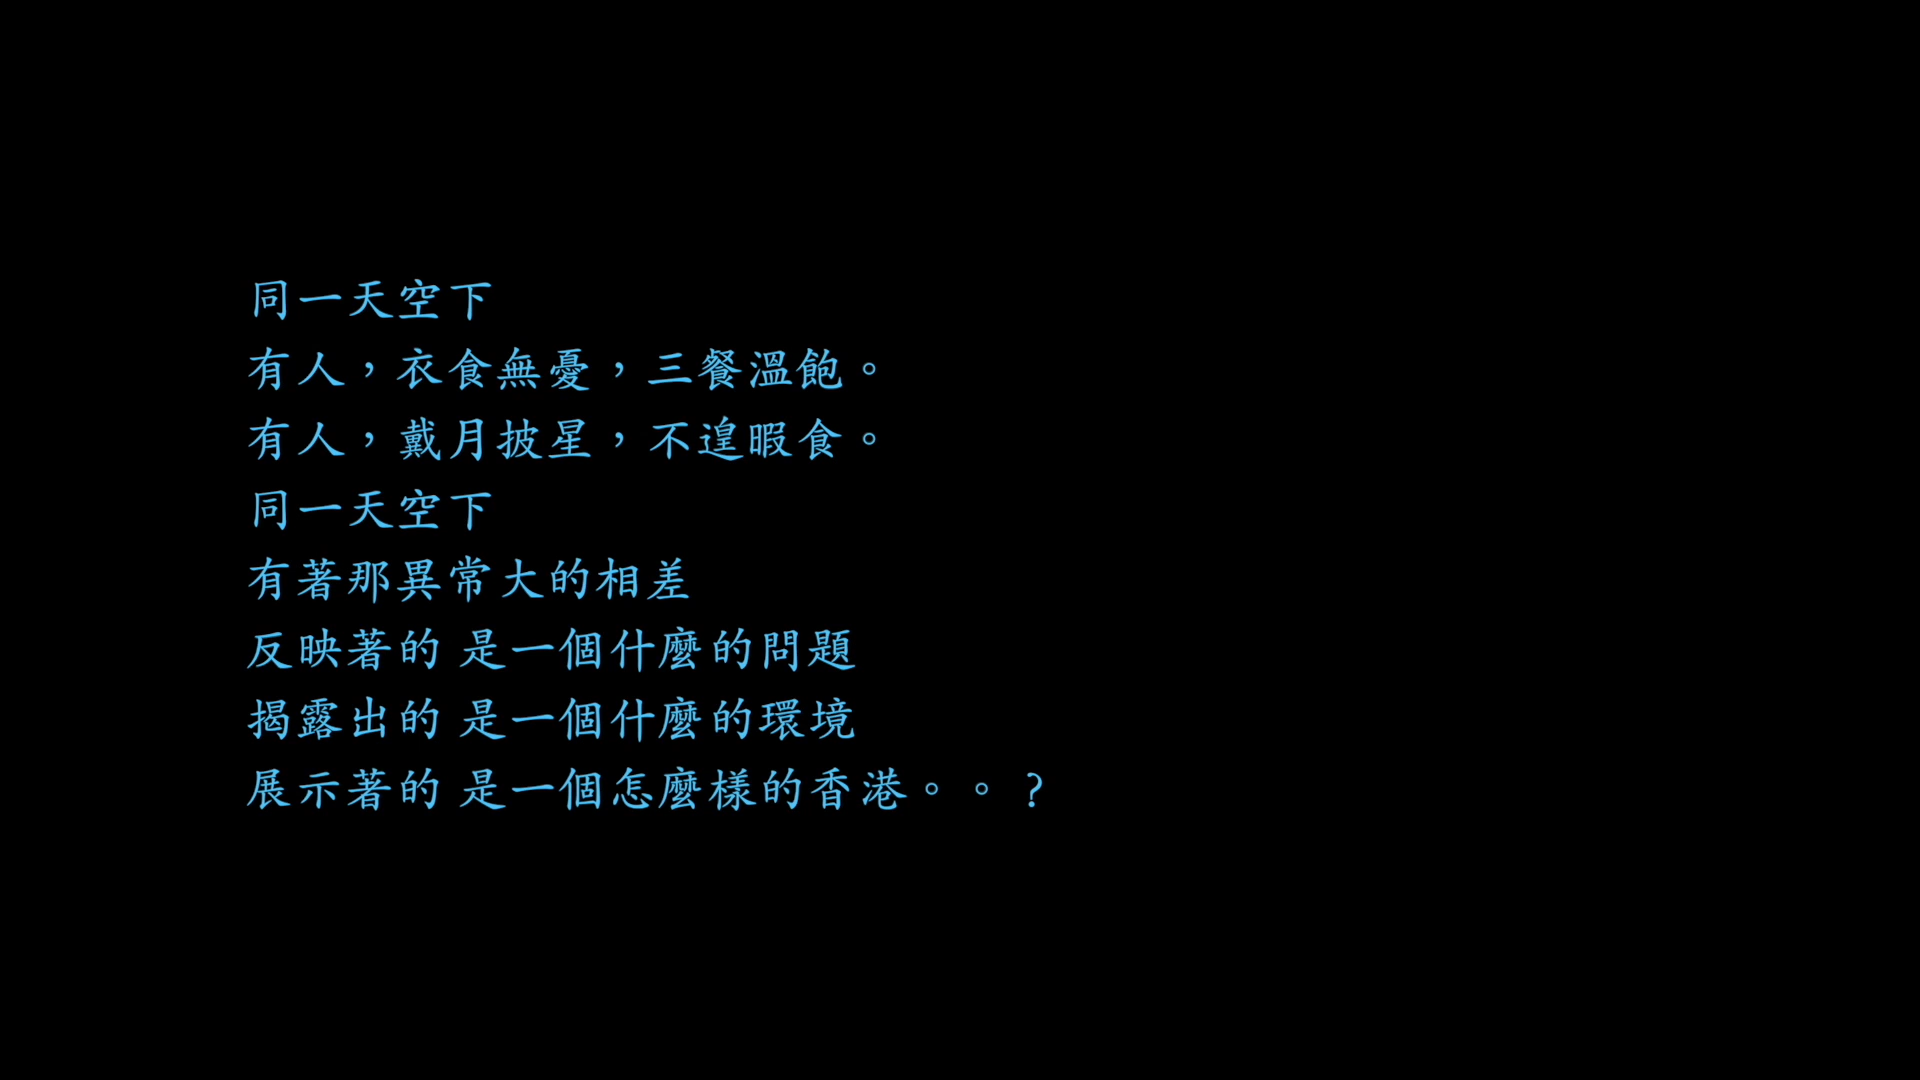 同一天空下
有人，衣食無憂，三餐溫飽。
有人，戴月披星，不遑暇食。
同一天空下
有著那異常大的相差
反映著的 是一個什麼的問題
揭露出的 是一個什麼的環境
展示著的 是一個怎麼樣的香港。。？